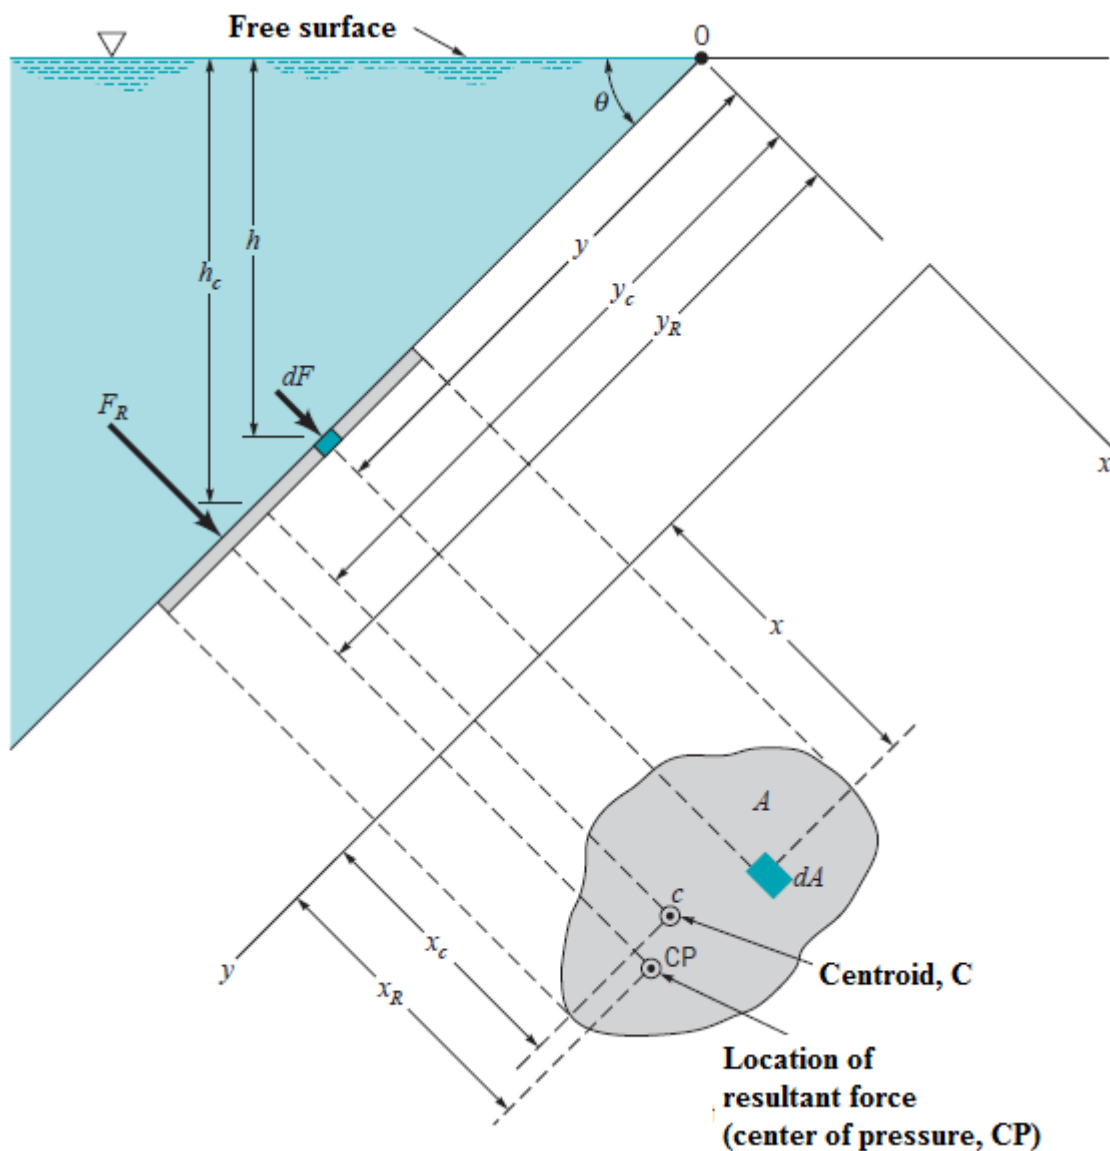 Free surface
0
θ
h
h_c
y
y_c
y_R
dF
F_R
x
x
A
dA
c
CP
x_c
x_R
y
Centroid, C
Location of
resultant force
(center of pressure, CP)